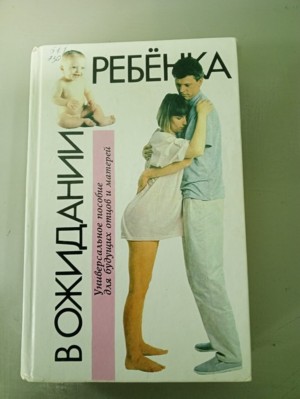 В ОЖИДАНИИ
РЕБЁНКА
Универсальное пособие
для будущих отцов и матерей